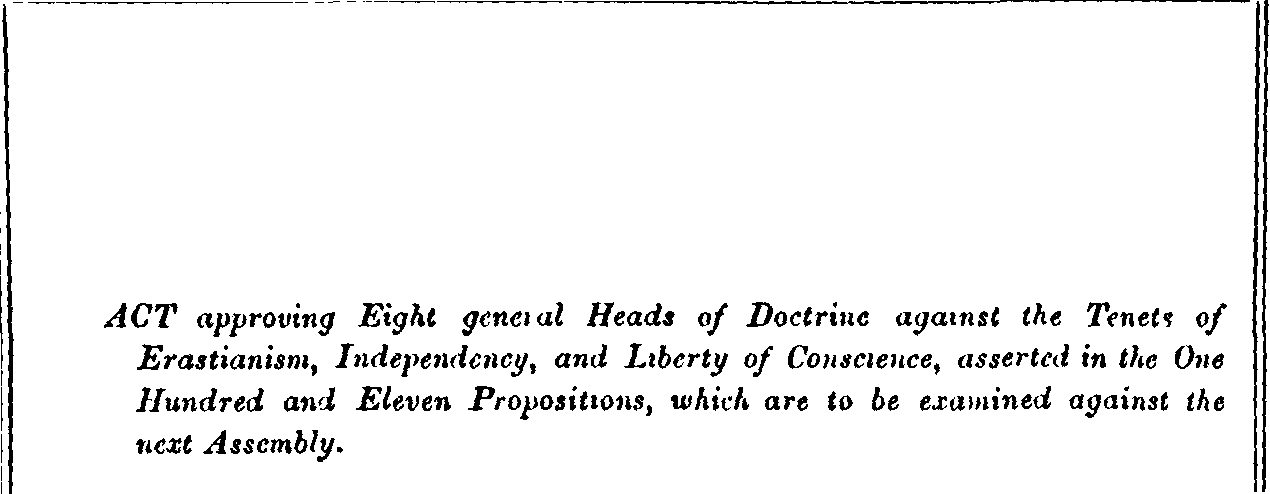 ACT approving Eight general Heads of Doctrine against the Tenets of
Erastianism, Independency, and Liberty of Conscience, asserted in the One
Hundred and Eleven Propositions, which are to be examined against the
next Assembly.